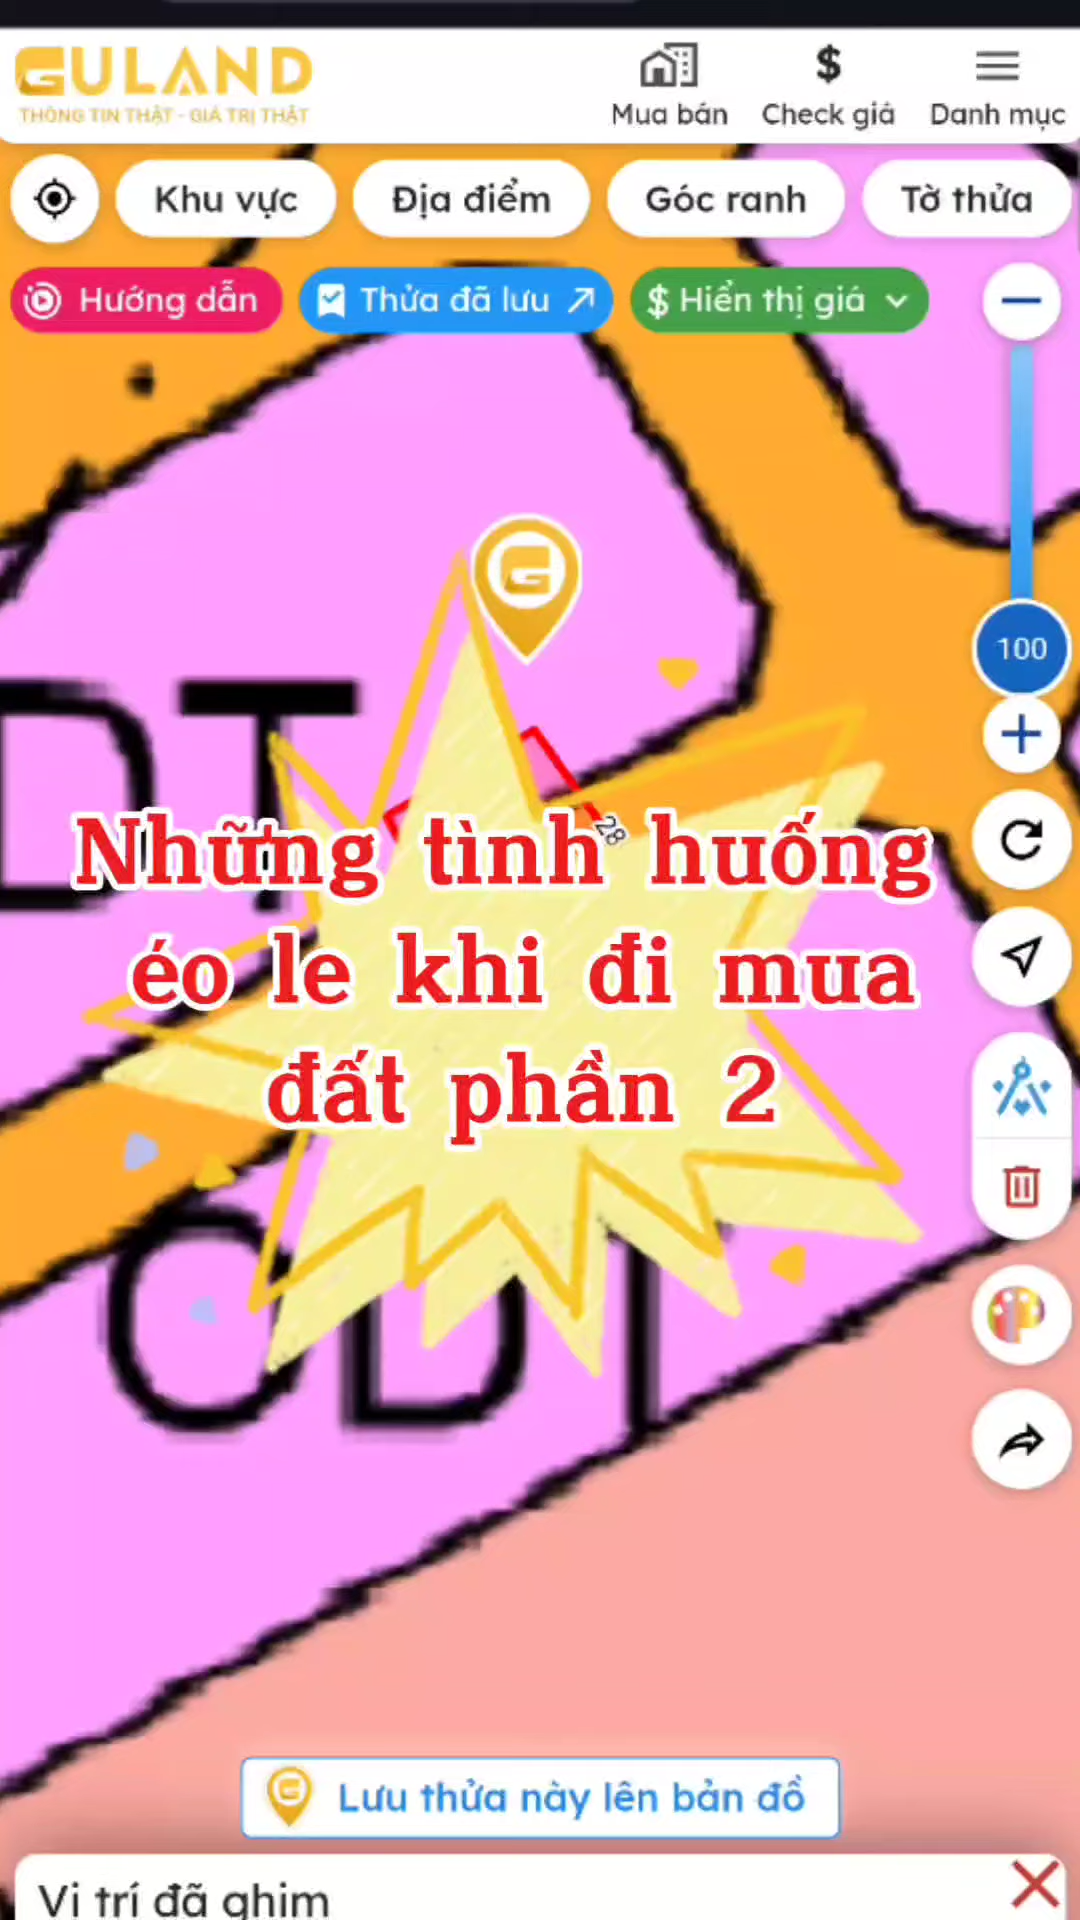 GULAND
THÔNG TIN THẬT - GIÁ TRỊ THẬT
Mua bán
$
Check giá
Danh mục
Khu vực
Địa điểm
Góc ranh
Tờ thửa
Hướng dẫn
Thửa đã lưu
$ Hiển thị giá
100
DT
28
Những tình huống
éo le khi đi mua
đất phần 2
ODT
Lưu thửa này lên bản đồ
Vị trí đã ghim